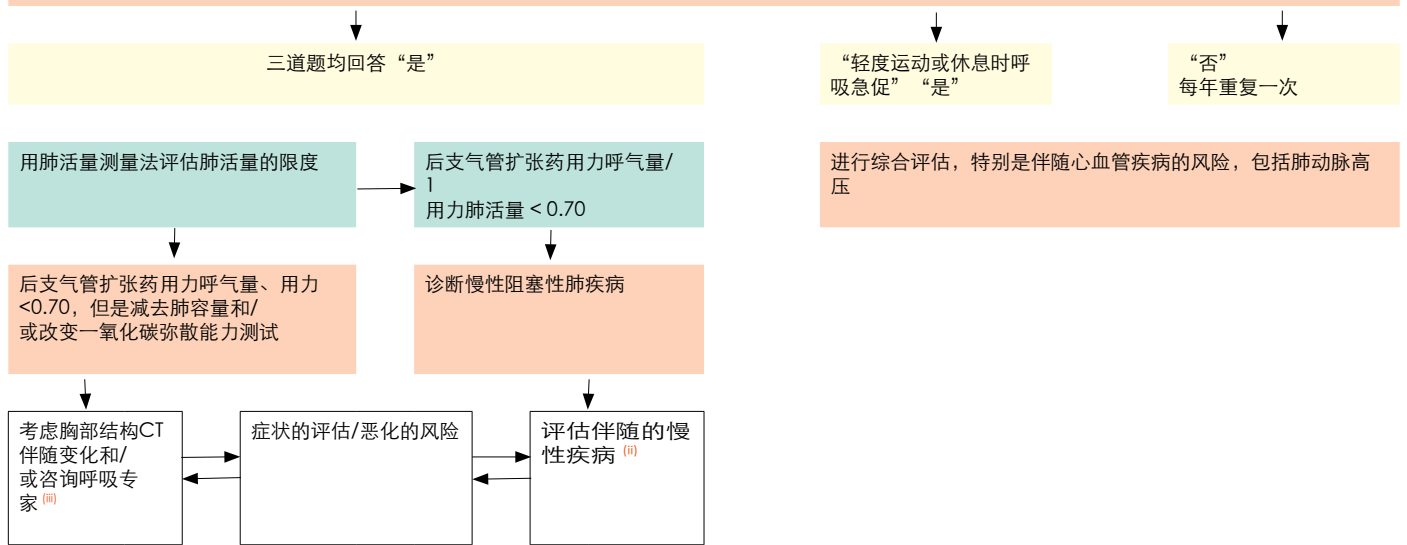 三道题均回答“是”
“轻度运动或休息时呼
吸急促” “是”
“否”
每年重复一次
用肺活量测量法评估肺活量的限度
后支气管扩张药用力呼气量/
1
用力肺活量 < 0.70
进行综合评估，特别是伴随心血管疾病的风险，包括肺动脉高
压
后支气管扩张药用力呼气量、用力
<0.70，但是减去肺容量和/
或改变一氧化碳弥散能力测试
诊断慢性阻塞性肺疾病
考虑胸部结构CT
伴随变化和/
或咨询呼吸专
家 (iii)
症状的评估/恶化的风险
评估伴随的慢
性疾病 (ii)